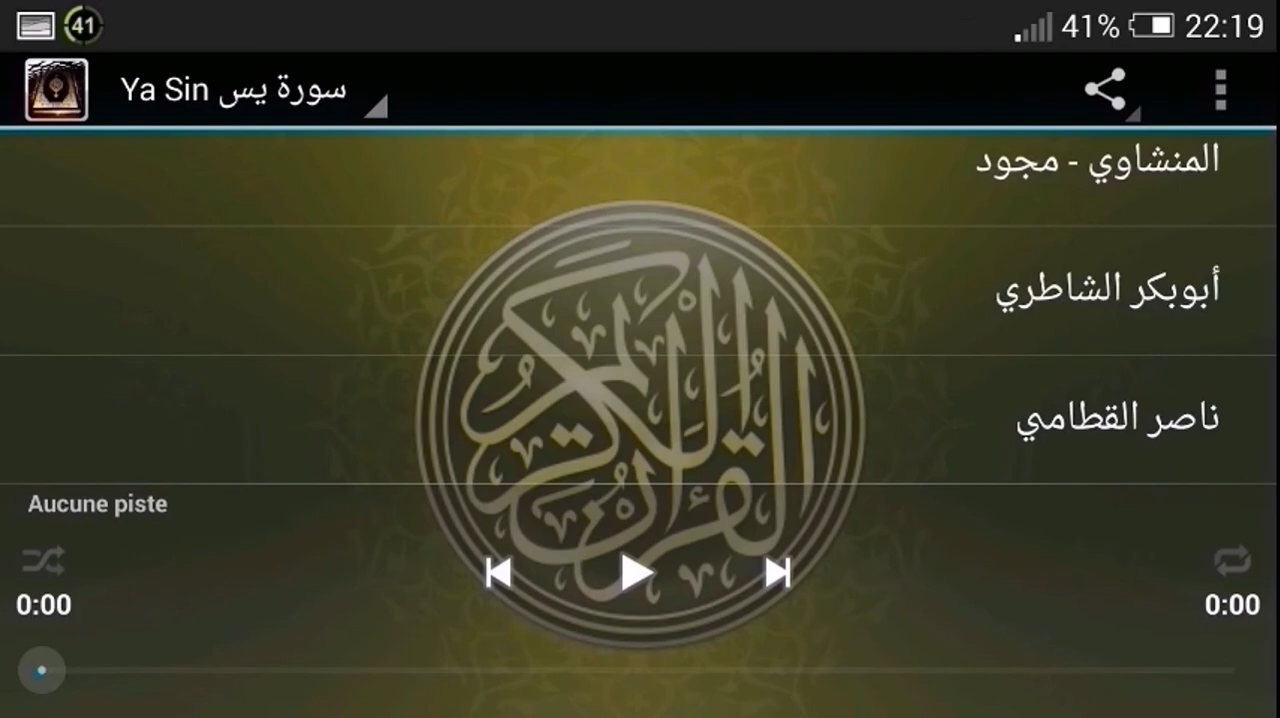 41
41% 22:19
Ya Sin سورة يس
المنشاوي - مجود
أبوبكر الشاطري
ناصر القطامي
القرآن الكريم
Aucune piste
0:00 0:00